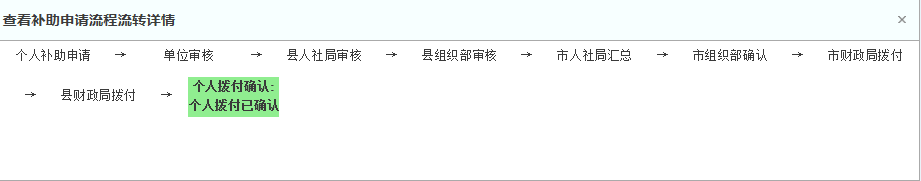 查看补助申请流程流转详情 ×
个人补助申请 → 单位审核 → 县人社局审核 → 县组织部审核 → 市人社局汇总 → 市组织部确认 → 市财政局拨付
→ 县财政局拨付 → 个人拨付确认:
个人拨付已确认